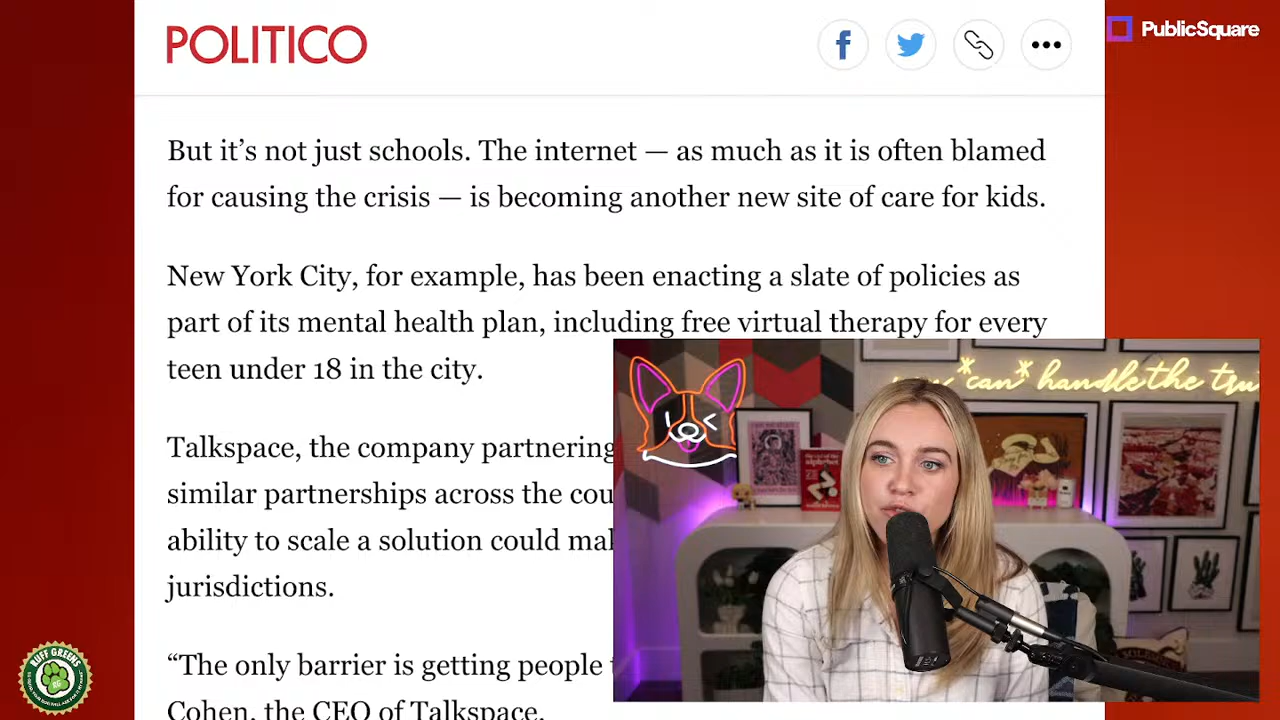 POLITICO
PublicSquare
But it's not just schools. The internet — as much as it is often blamed
for causing the crisis — is becoming another new site of care for kids.
New York City, for example, has been enacting a slate of policies as
part of its mental health plan, including free virtual therapy for every
teen under 18 in the city.
*can* handle the tru
Talkspace, the company partnering
similar partnerships across the cou
ability to scale a solution could mak
jurisdictions.
“The only barrier is getting people
Cohen, the CEO of Talkspace.
RUFF GREENS